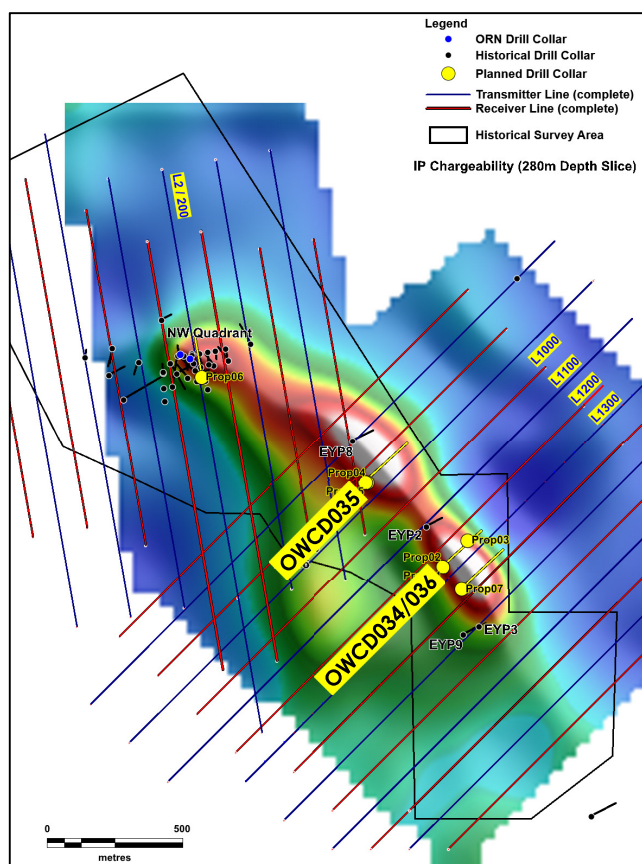 Legend
ORN Drill Collar
Historical Drill Collar
Planned Drill Collar
Transmitter Line (complete)
Receiver Line (complete)
Historical Survey Area
IP Chargeability (280m Depth Slice)
L2 / 200
NW Quadrant
Prop06
L1000
L1100
L1200
L1300
EYP8
Prop04
OWCD035
EYP2
Prop03
Prop02
Prop07
OWCD034/036
EYP3
EYP9
0 500
metres